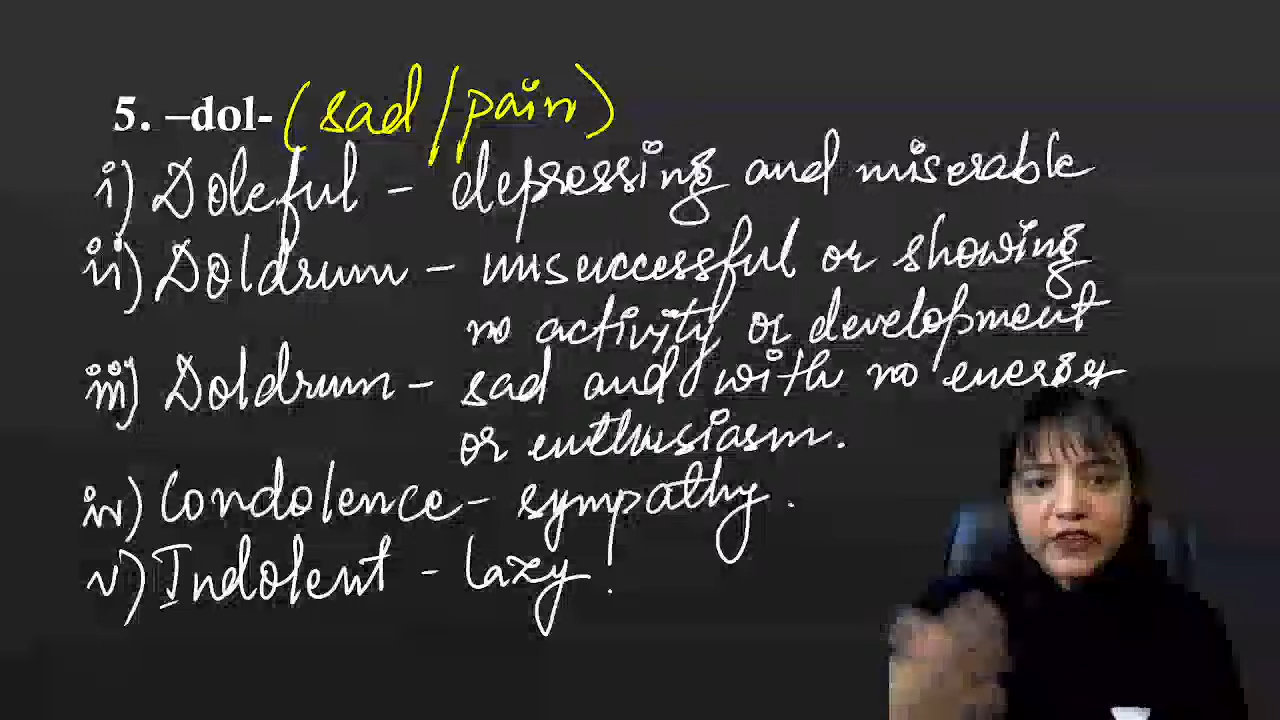 5. –dol- (sad/pain)
i) Doleful - depressing and miserable
ii) Doldrum - unsuccessful or showing
no activity or development
iii) Doldrum - sad and with no energy
or enthusiasm.
iv) Condolence - sympathy.
v) Indolent - lazy!